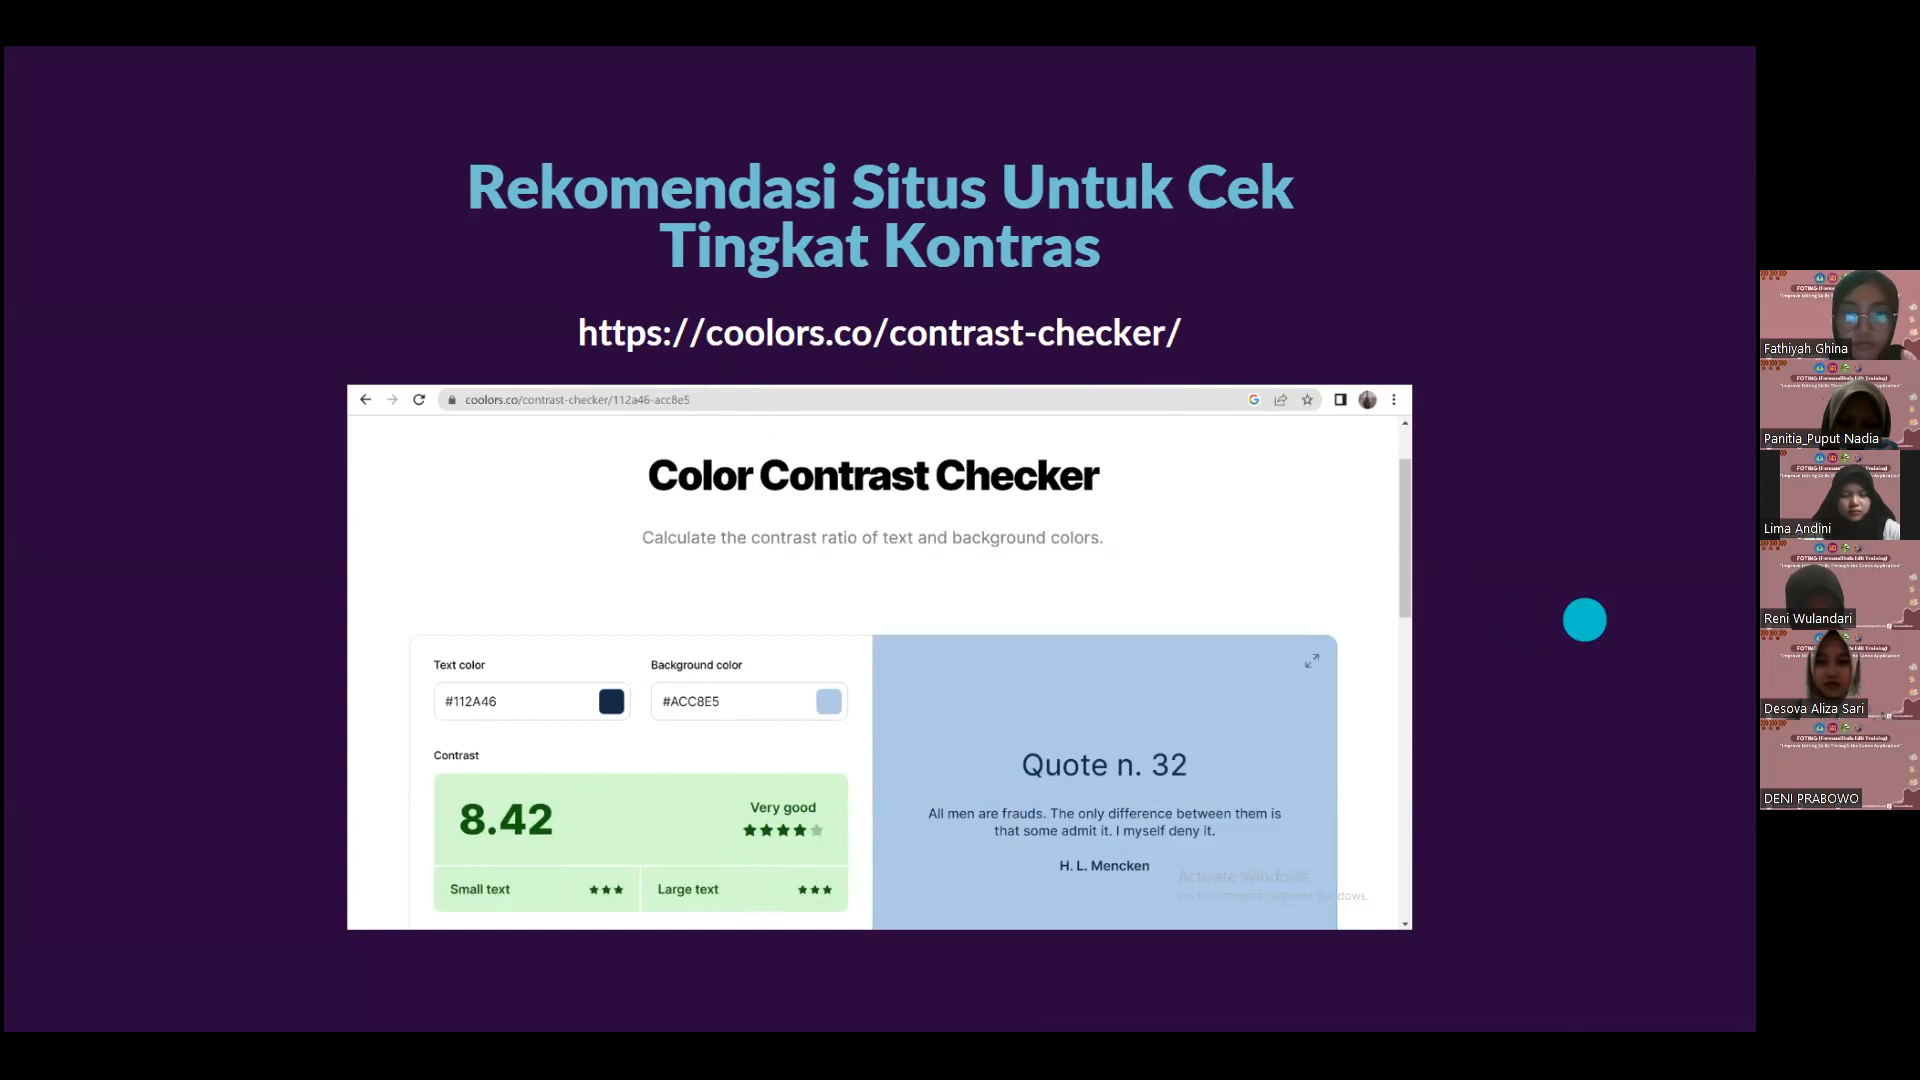 Rekomendasi Situs Untuk Cek
Tingkat Kontras
https://coolors.co/contrast-checker/
coolors.co/contrast-checker/112a46-acc8e5
Color Contrast Checker
Calculate the contrast ratio of text and background colors.
Text color
Background color
#112A46
#ACC8E5
Contrast
8.42
Very good
Small text
Large text
Quote n. 32
All men are frauds. The only difference between them is
that some admit it. I myself deny it.
H. L. Mencken
Activate Windows
Fathiyah Ghina
Panitia_Puput Nadia
Lima Andini
Reni Wulandari
Desova Aliza Sari
DENI PRABOWO